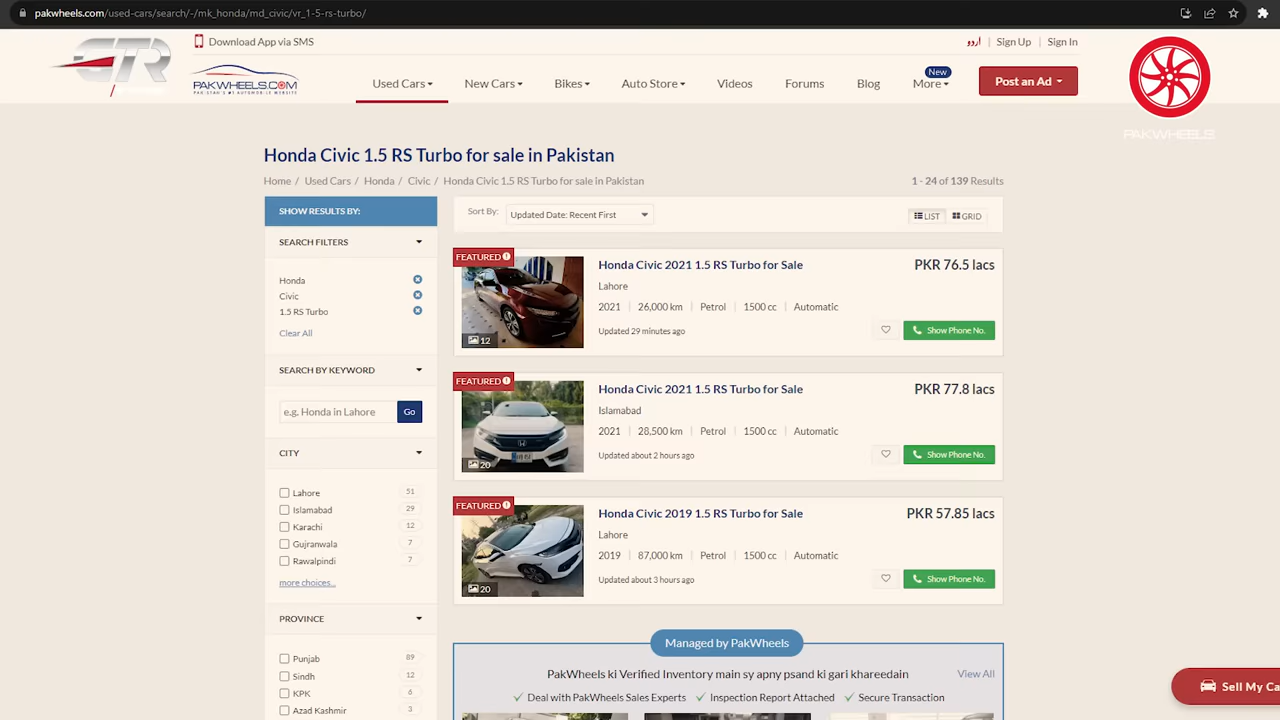 pakwheels.com/used-cars/search/-/mk_honda/md_civic/vr_1-5-rs-turbo/
Download App via SMS
اردو
Sign Up
Sign In
GTR
PAKWHEELS.COM
PAKISTAN'S #1 AUTOMOBILE WEBSITE
Used Cars
New Cars
Bikes
Auto Store
Videos
Forums
Blog
More
New
Post an Ad
PAKWHEELS
Honda Civic 1.5 RS Turbo for sale in Pakistan
Home / Used Cars / Honda / Civic / Honda Civic 1.5 RS Turbo for sale in Pakistan
1 - 24 of 139 Results
SHOW RESULTS BY:
SEARCH FILTERS
Honda
Civic
1.5 RS Turbo
Clear All
SEARCH BY KEYWORD
e.g. Honda in Lahore
Go
CITY
Lahore 51
Islamabad 29
Karachi 12
Gujranwala 7
Rawalpindi 7
more choices...
PROVINCE
Punjab 89
Sindh 12
KPK 6
Azad Kashmir 3
Sort By: Updated Date: Recent First
LIST
GRID
FEATURED
12
Honda Civic 2021 1.5 RS Turbo for Sale
PKR 76.5 lacs
Lahore
2021 | 26,000 km | Petrol | 1500 cc | Automatic
Updated 29 minutes ago
Show Phone No.
FEATURED
20
Honda Civic 2021 1.5 RS Turbo for Sale
PKR 77.8 lacs
Islamabad
2021 | 28,500 km | Petrol | 1500 cc | Automatic
Updated about 2 hours ago
Show Phone No.
FEATURED
20
Honda Civic 2019 1.5 RS Turbo for Sale
PKR 57.85 lacs
Lahore
2019 | 87,000 km | Petrol | 1500 cc | Automatic
Updated about 3 hours ago
Show Phone No.
Managed by PakWheels
PakWheels ki Verified Inventory main sy apny psand ki gari khareedain
View All
Deal with PakWheels Sales Experts
Inspection Report Attached
Secure Transaction
Sell My Ca